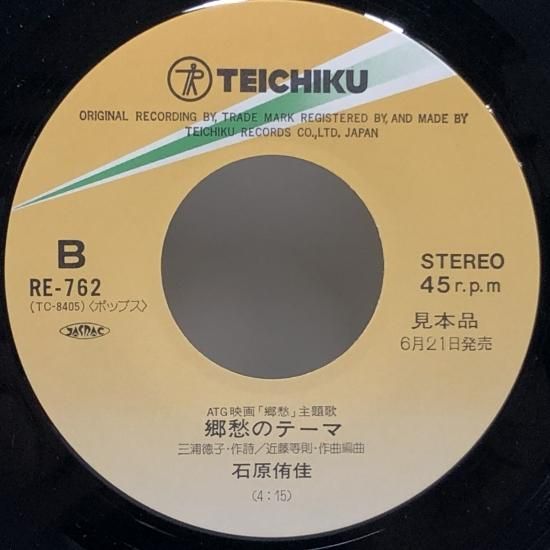 TEICHIKU
ORIGINAL RECORDING BY, TRADE MARK REGISTERED BY, AND MADE BY
TEICHIKU RECORDS CO., LTD. JAPAN
B
RE-762
(TC-8405)〈ポップス〉
JASRAC
STEREO
45 r.p.m
見本品
6月21日発売
ATG映画「郷愁」主題歌
郷愁のテーマ
三浦徳子・作詩/近藤等則・作曲編曲
石原侑佳
(4:15)